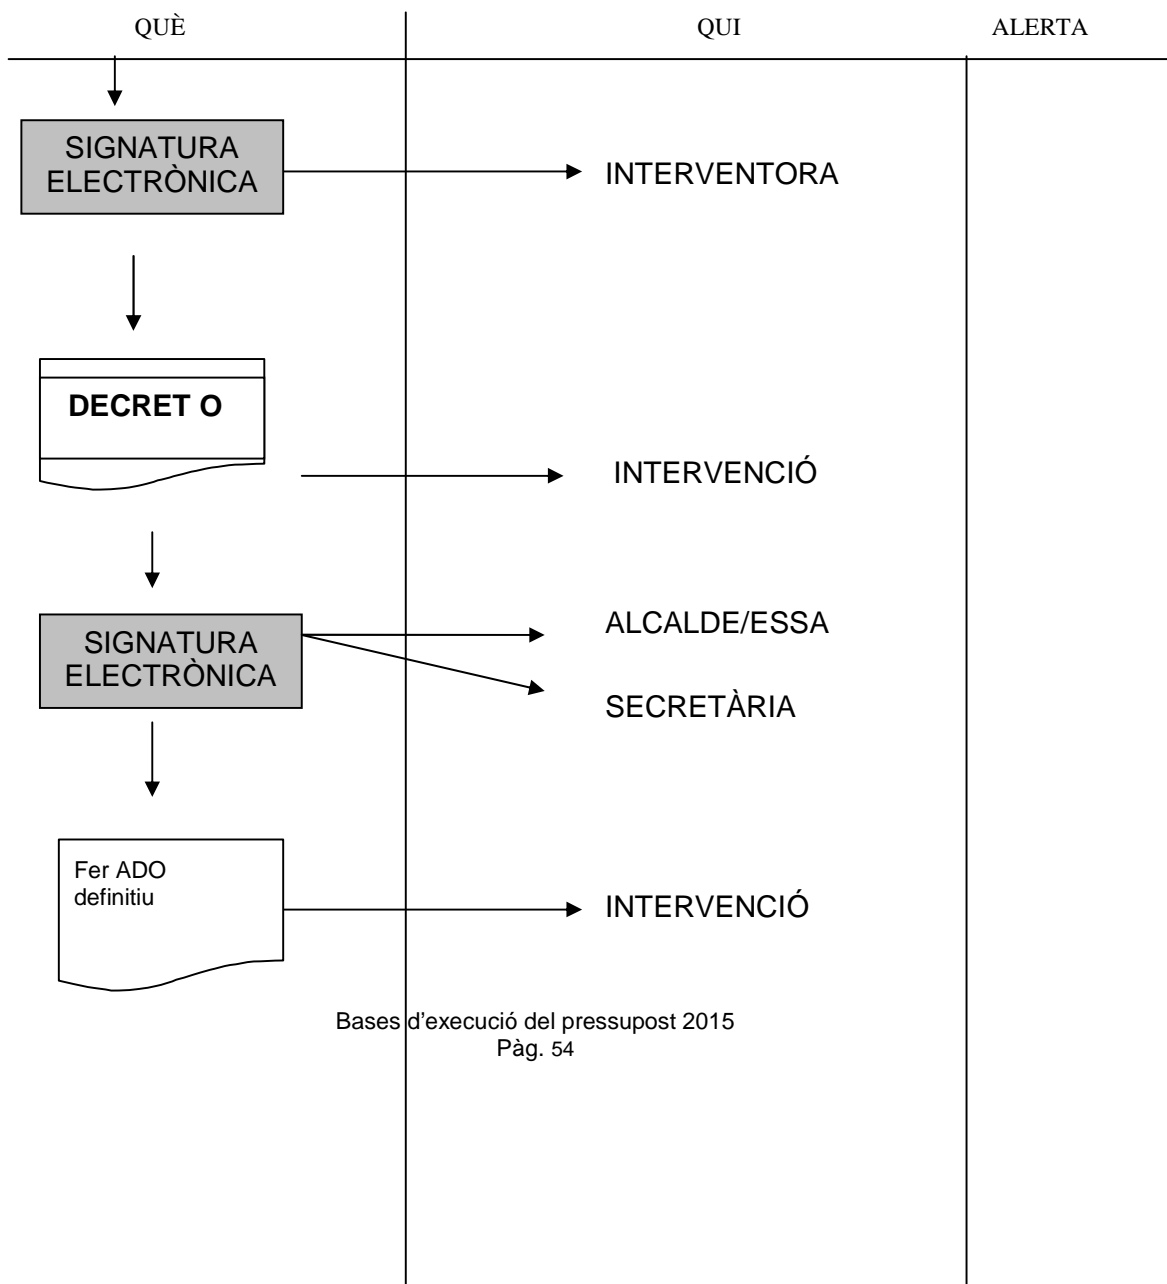 QUÈ
QUI
ALERTA
SIGNATURA
ELECTRÒNICA
INTERVENTORA
DECRET O
INTERVENCIÓ
SIGNATURA
ELECTRÒNICA
ALCALDE/ESSA
SECRETÀRIA
Fer ADO
definitiu
INTERVENCIÓ
Bases d'execució del pressupost 2015
Pàg. 54